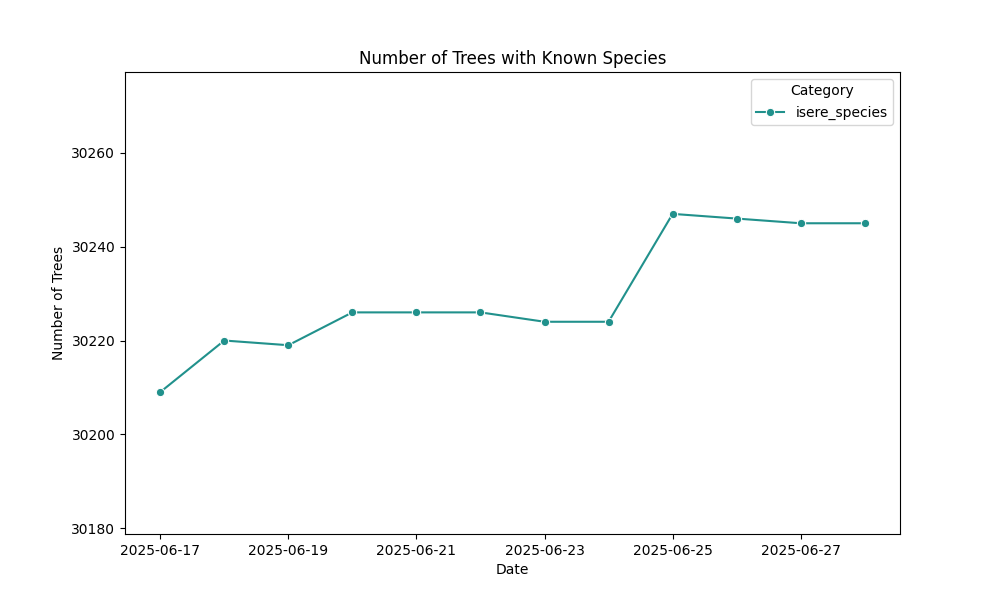 Number of Trees with Known Species
Category
isere_species
30260
30240
30220
30200
30180
Number of Trees
2025-06-17 2025-06-19 2025-06-21 2025-06-23 2025-06-25 2025-06-27
Date